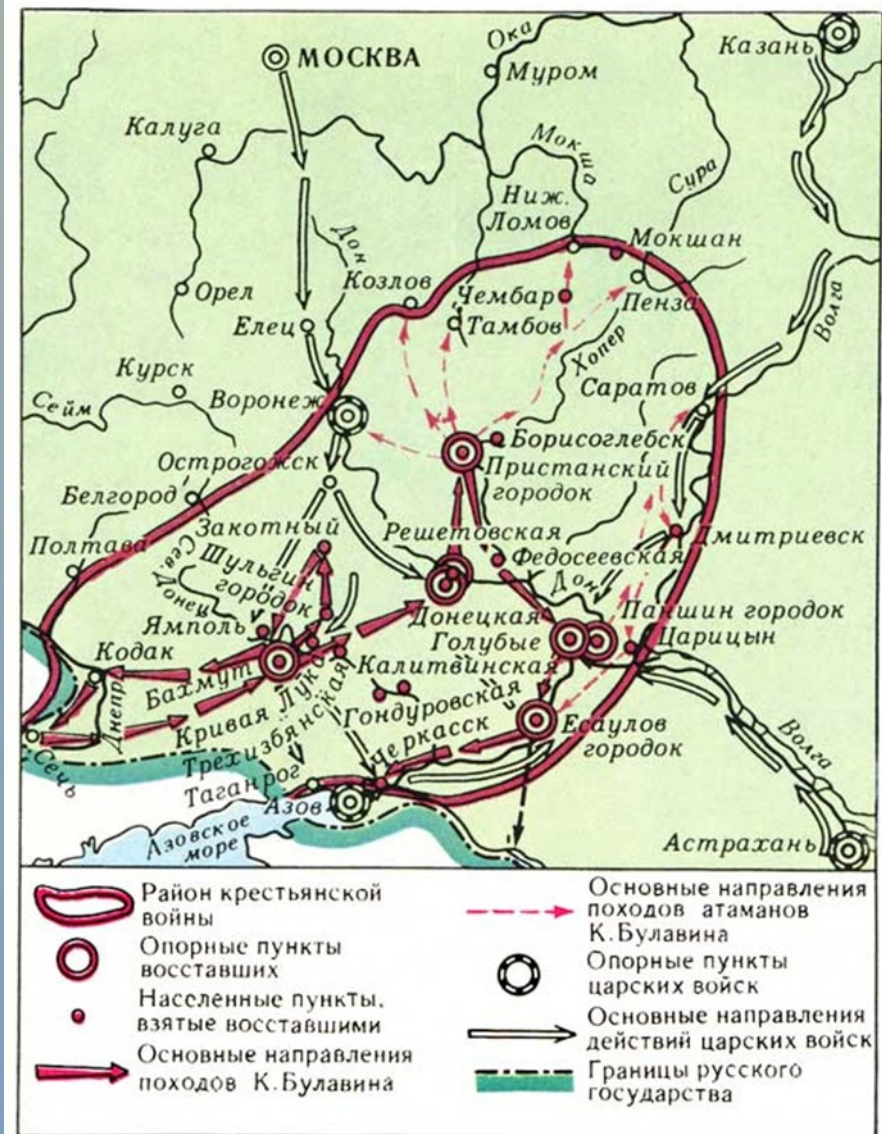 Ока
Казань
МОСКВА
Муром
Калуга
Мокша
Сура
Ниж.
Ломов
Мокшан
Дон
Козлов
Орел
Чембар
Пенза
Волга
Елец
Тамбов
Хопер
Курск
Саратов
Сейм
Воронеж
Борисоглебск
Острогожск
Пристанский
городок
Белгород
Закотный
Решетовская
Дмитриевск
Полтава
Сев. Донец
Шульгин
городок
Федосеевская
Дон
Ямполь
Донецкая
Паншин городок
Голубые
Царицын
Кодак
Бахмут
Калитвинская
Кривая Лука
Днепр
Гондуровская
Есаулов
городок
Трехизбянская
Черкасск
Волга
Сечь
Таганрог
Азов
Азовское
море
Астрахань
Район крестьянской
войны
Опорные пункты
восставших
Населенные пункты,
взятые восставшими
Основные направления
походов К.Булавина
Основные направления
походов атаманов
К.Булавина
Опорные пункты
царских войск
Основные направления
действий царских войск
Границы русского
государства